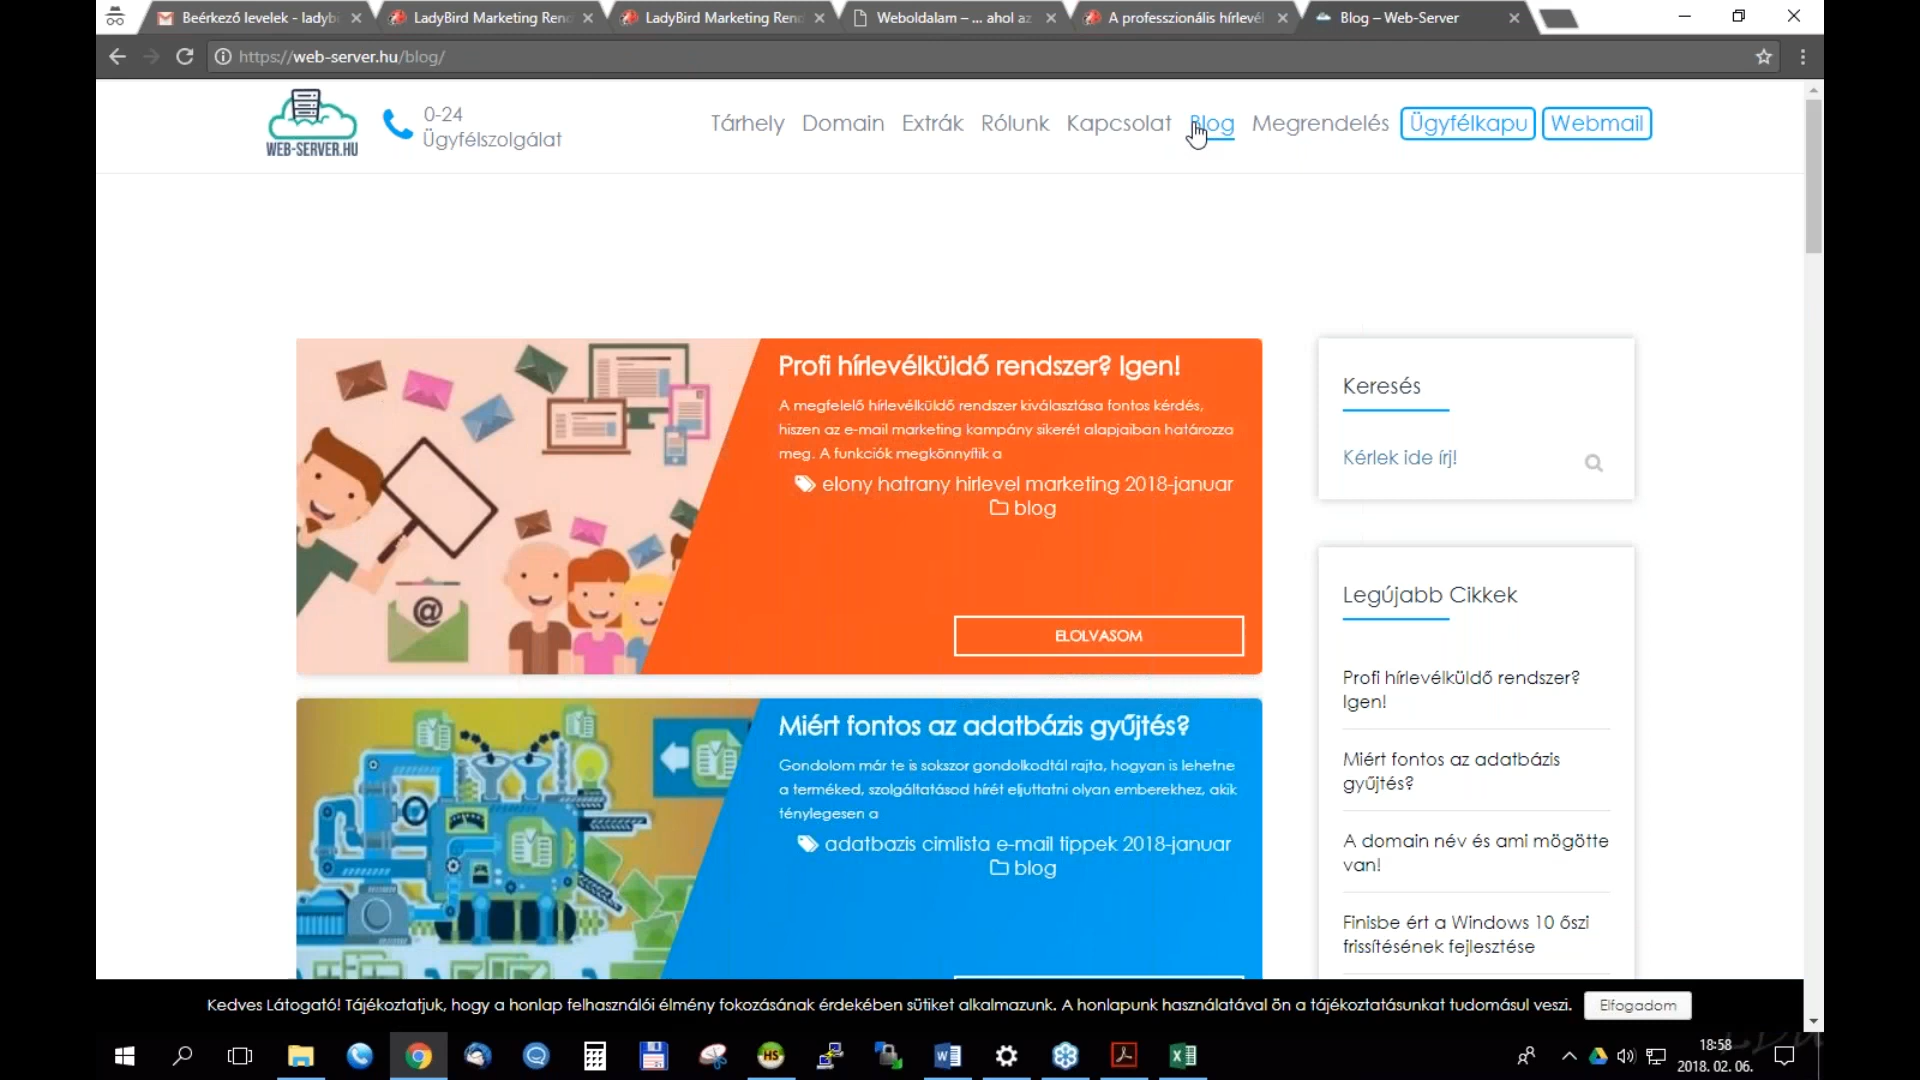 Beérkező levelek - ladybi
LadyBird Marketing Rend
LadyBird Marketing Rend
Weboldalam – ... ahol az
A professzionális hírlevél
Blog – Web-Server
https://web-server.hu/blog/
WEB-SERVER.HU
0-24
Ügyfélszolgálat
Tárhely
Domain
Extrák
Rólunk
Kapcsolat
Blog
Megrendelés
Ügyfélkapu
Webmail
Profi hírlevélküldő rendszer? Igen!
A megfelelő hírlevélküldő rendszer kiválasztása fontos kérdés,
hiszen az e-mail marketing kampány sikerét alapjaiban határozza
meg. A funkciók megkönnyítik a
elony hatrany hirlevel marketing 2018-januar
blog
ELOLVASOM
@
Keresés
Kérlek ide írj!
Miért fontos az adatbázis gyűjtés?
Gondolom már te is sokszor gondolkodtál rajta, hogyan is lehetne
a terméked, szolgáltatásod hírét eljuttatni olyan emberekhez, akik
ténylegesen a
adatbazis cimlista e-mail tippek 2018-januar
blog
Legújabb Cikkek
Profi hírlevélküldő rendszer?
Igen!
Miért fontos az adatbázis
gyűjtés?
A domain név és ami mögötte
van!
Finisbe ért a Windows 10 őszi
frissítésének fejlesztése
Kedves Látogató! Tájékoztatjuk, hogy a honlap felhasználói élmény fokozásának érdekében sütiket alkalmazunk. A honlapunk használatával ön a tájékoztatásunkat tudomásul veszi.
Elfogadom
HS
18:58
2018. 02. 06.